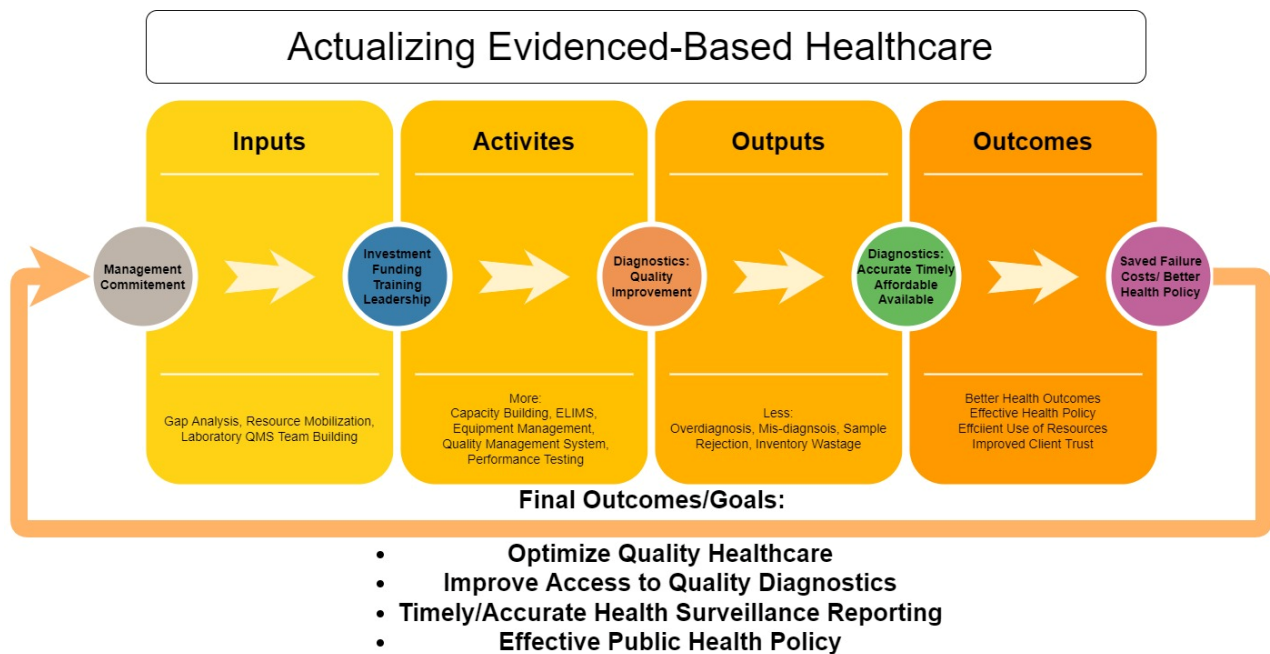 Actualizing Evidenced-Based Healthcare
Inputs
Activites
Outputs
Outcomes
Management
Commitement
Investment
Funding
Training
Leadership
Diagnostics:
Quality
Improvement
Diagnostics:
Accurate Timely
Affordable
Available
Saved Failure
Costs/ Better
Health Policy
Gap Analysis, Resource Mobilization,
Laboratory QMS Team Building
More:
Capacity Building, ELIMS,
Equipment Management,
Quality Management System,
Performance Testing
Less:
Overdiagnosis, Mis-diagnsois, Sample
Rejection, Inventory Wastage
Better Health Outcomes
Effective Health Policy
Effciient Use of Resources
Improved Client Trust
Final Outcomes/Goals:
• Optimize Quality Healthcare
• Improve Access to Quality Diagnostics
• Timely/Accurate Health Surveillance Reporting
• Effective Public Health Policy